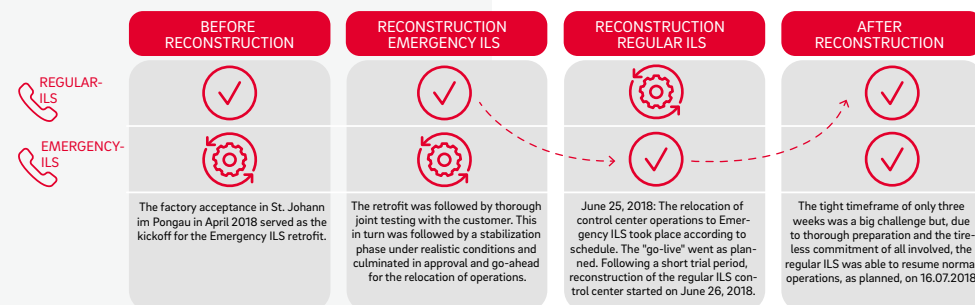 BEFORE
RECONSTRUCTION
RECONSTRUCTION
EMERGENCY ILS
RECONSTRUCTION
REGULAR ILS
AFTER
RECONSTRUCTION
REGULAR-
ILS
EMERGENCY-
ILS
The factory acceptance in St. Johann
im Pongau in April 2018 served as the
kickoff for the Emergency ILS retrofit.
The retrofit was followed by thorough
joint testing with the customer. This
in turn was followed by a stabilization
phase under realistic conditions and
culminated in approval and go-ahead
for the relocation of operations.
June 25, 2018: The relocation of
control center operations to Emer-
gency ILS took place according to
schedule. The "go-live" went as plan-
ned. Following a short trial period,
reconstruction of the regular ILS con-
trol center started on June 26, 2018.
The tight timeframe of only three
weeks was a big challenge but, due
to thorough preparation and the tire-
less commitment of all involved, the
regular ILS was able to resume normal
operations, as planned, on 16.07.2018